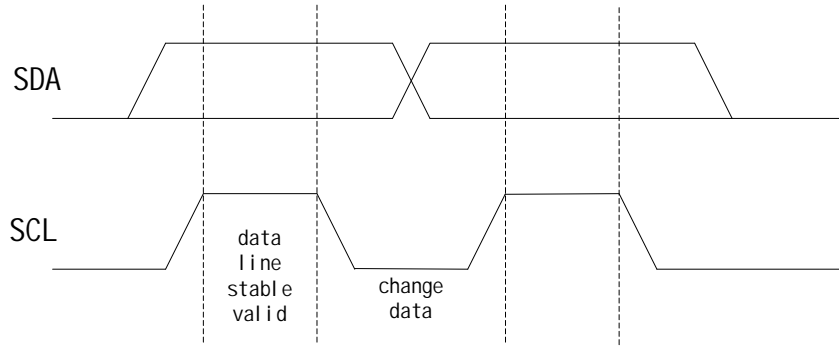 SDA
SCL
data
line
stable
valid
change
data